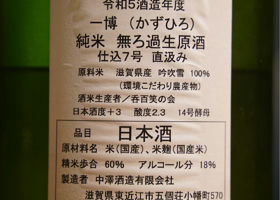 令和5酒造年度
一博（かずひろ）
純米 無ろ過生原酒
仕込7号 直汲み
原料米 / 滋賀県産 吟吹雪 100%
（環境こだわり農産物）
酒米生産者／呑百笑の会
日本酒度＋3 酸度2.3 14号酵母
品目 日本酒
原材料名 米(国産)、米麹(国産米)
精米歩合 60% アルコール分 18%
製造者 中澤酒造有限会社
滋賀県東近江市五個荘小幡町570